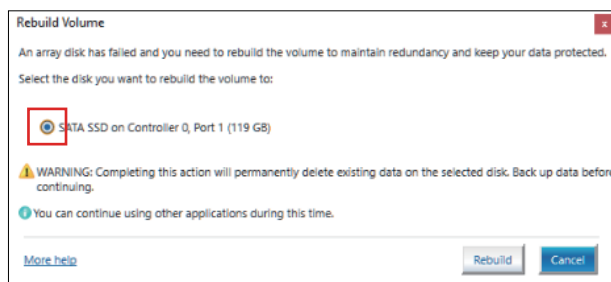 Rebuild Volume
x
An array disk has failed and you need to rebuild the volume to maintain redundancy and keep your data protected.
Select the disk you want to rebuild the volume to:
SATA SSD on Controller 0, Port 1 (119 GB)
WARNING: Completing this action will permanently delete existing data on the selected disk. Back up data before
continuing.
You can continue using other applications during this time.
More help
Rebuild
Cancel